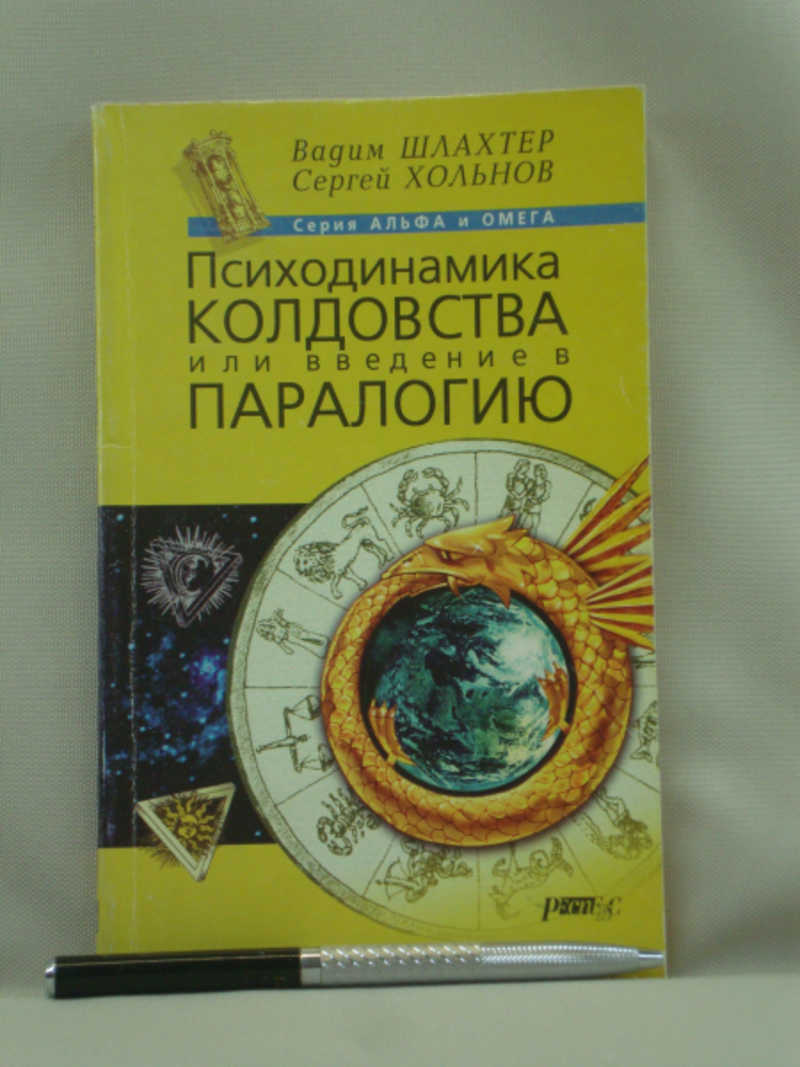 Вадим ШЛАХТЕР
Сергей ХОЛЬНОВ
Серия АЛЬФА и ОМЕГА
Психодинамика
КОЛДОВСТВА
или введение в
ПАРАЛОГИЮ